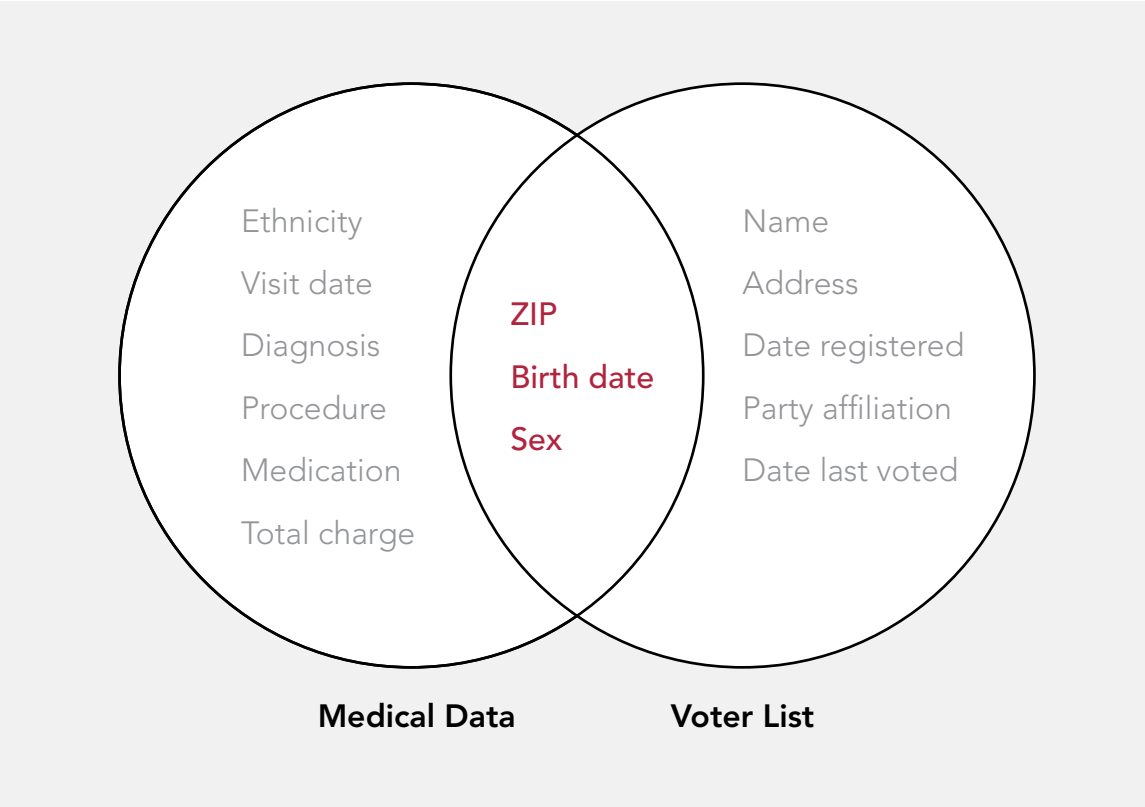 Ethnicity
Visit date
Diagnosis
Procedure
Medication
Total charge
ZIP
Birth date
Sex
Name
Address
Date registered
Party affiliation
Date last voted
Medical Data
Voter List